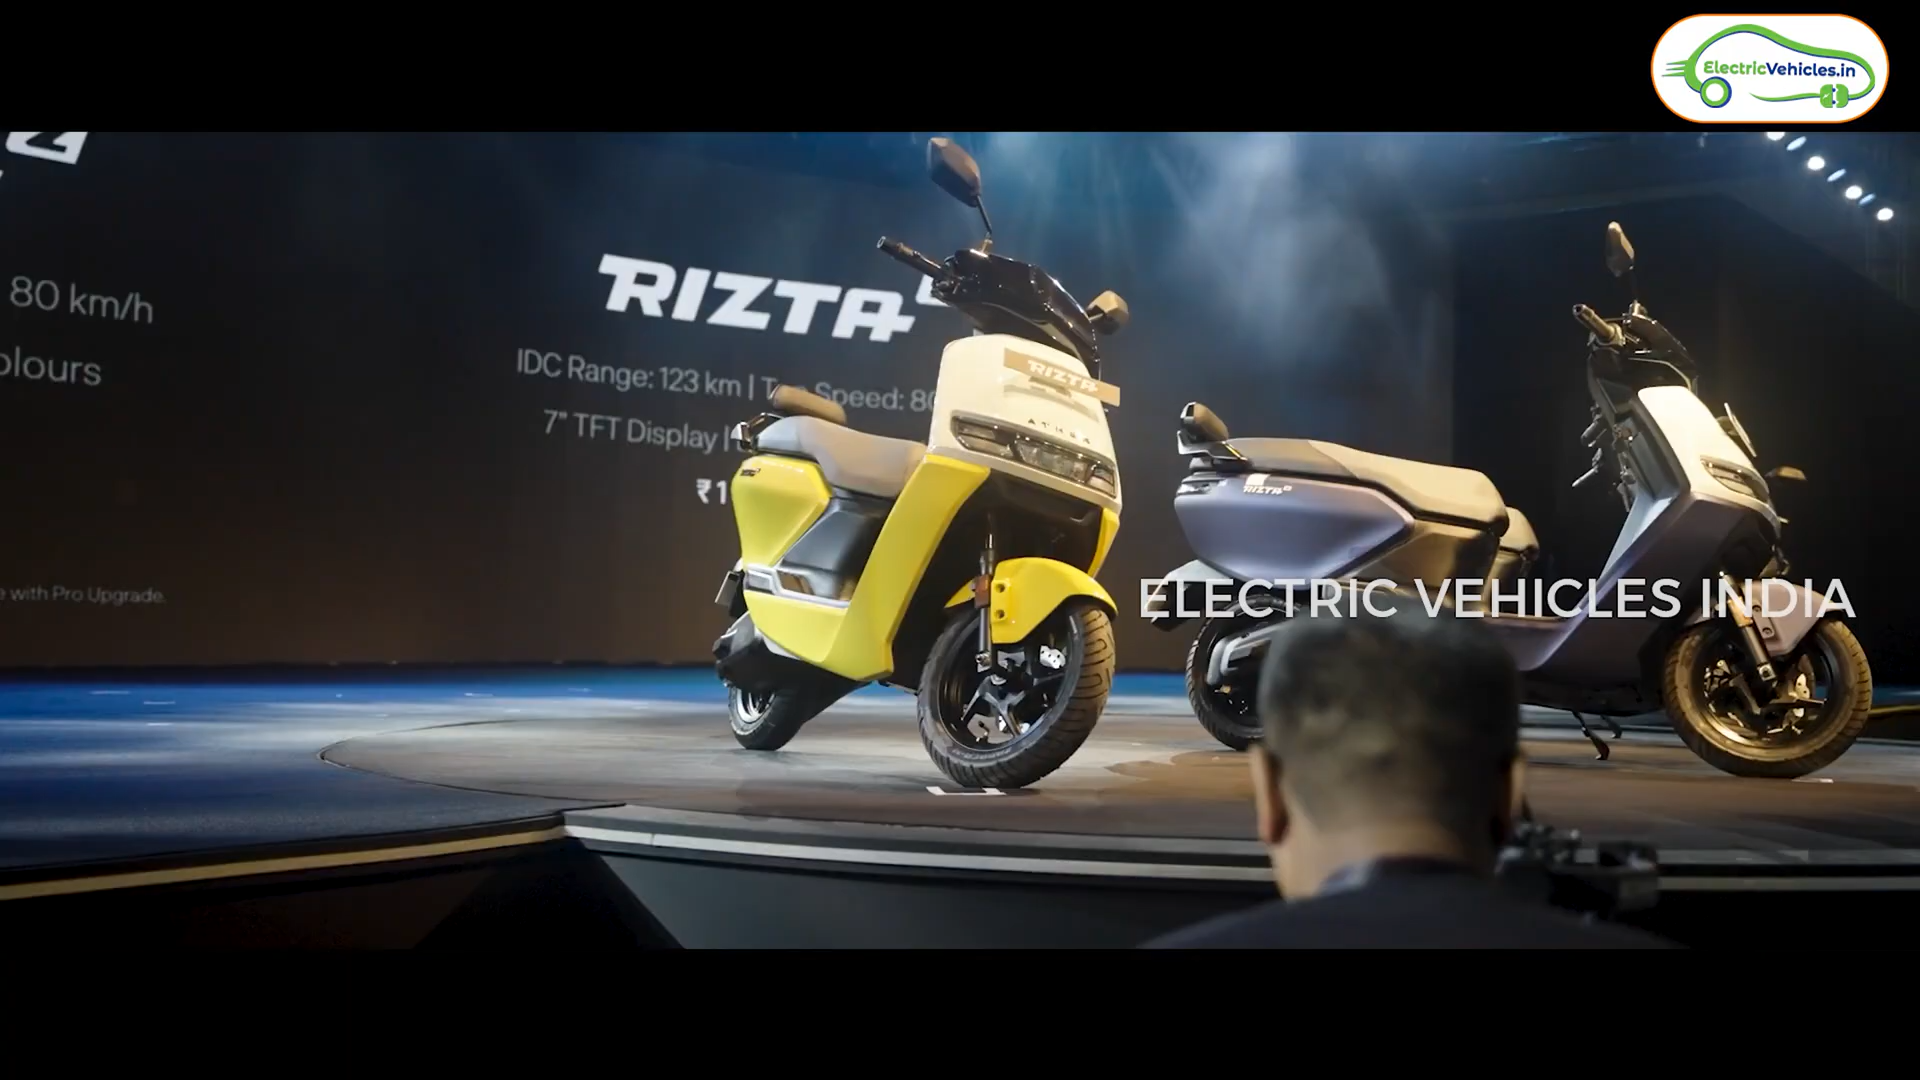 ElectricVehicles.in
80 km/h
RIZTA
IDC Range: 123 km | Top Speed: 80
olours
7" TFT Display |
₹1
with Pro Upgrade.
RIZTA
ATHER
RIZTA
ELECTRIC VEHICLES INDIA